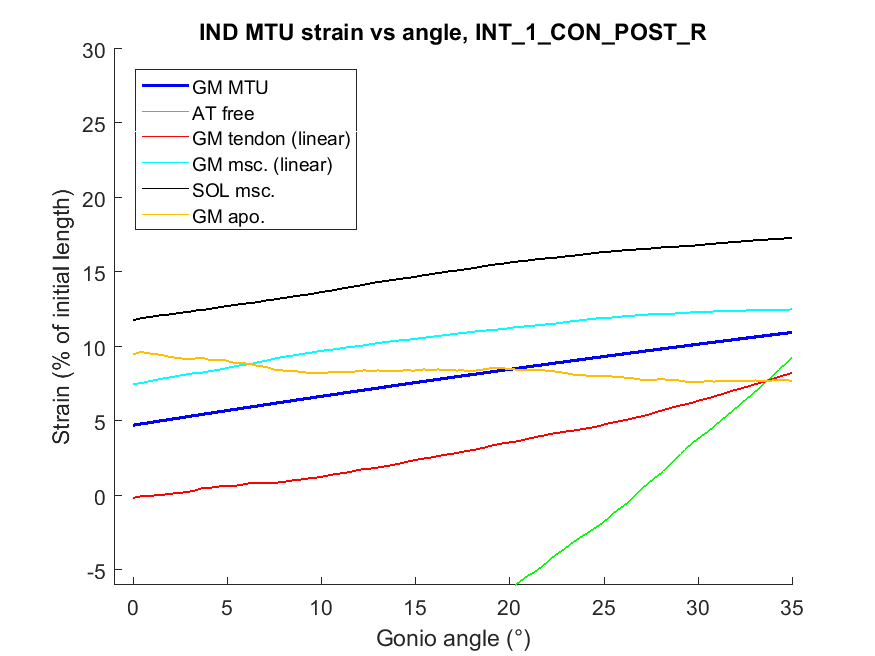 IND MTU strain vs angle, INT_1_CON_POST_R
30
25
20
15
10
5
0
-5
Strain (% of initial length)
GM MTU
AT free
GM tendon (linear)
GM msc. (linear)
SOL msc.
GM apo.
0 5 10 15 20 25 30 35
Gonio angle (°)